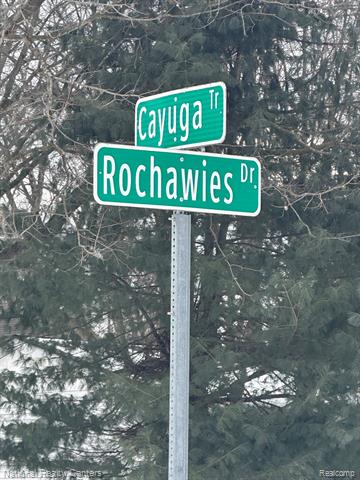 Cayuga Tr
Rochawies Dr.
National Realty Centers
Realcomp